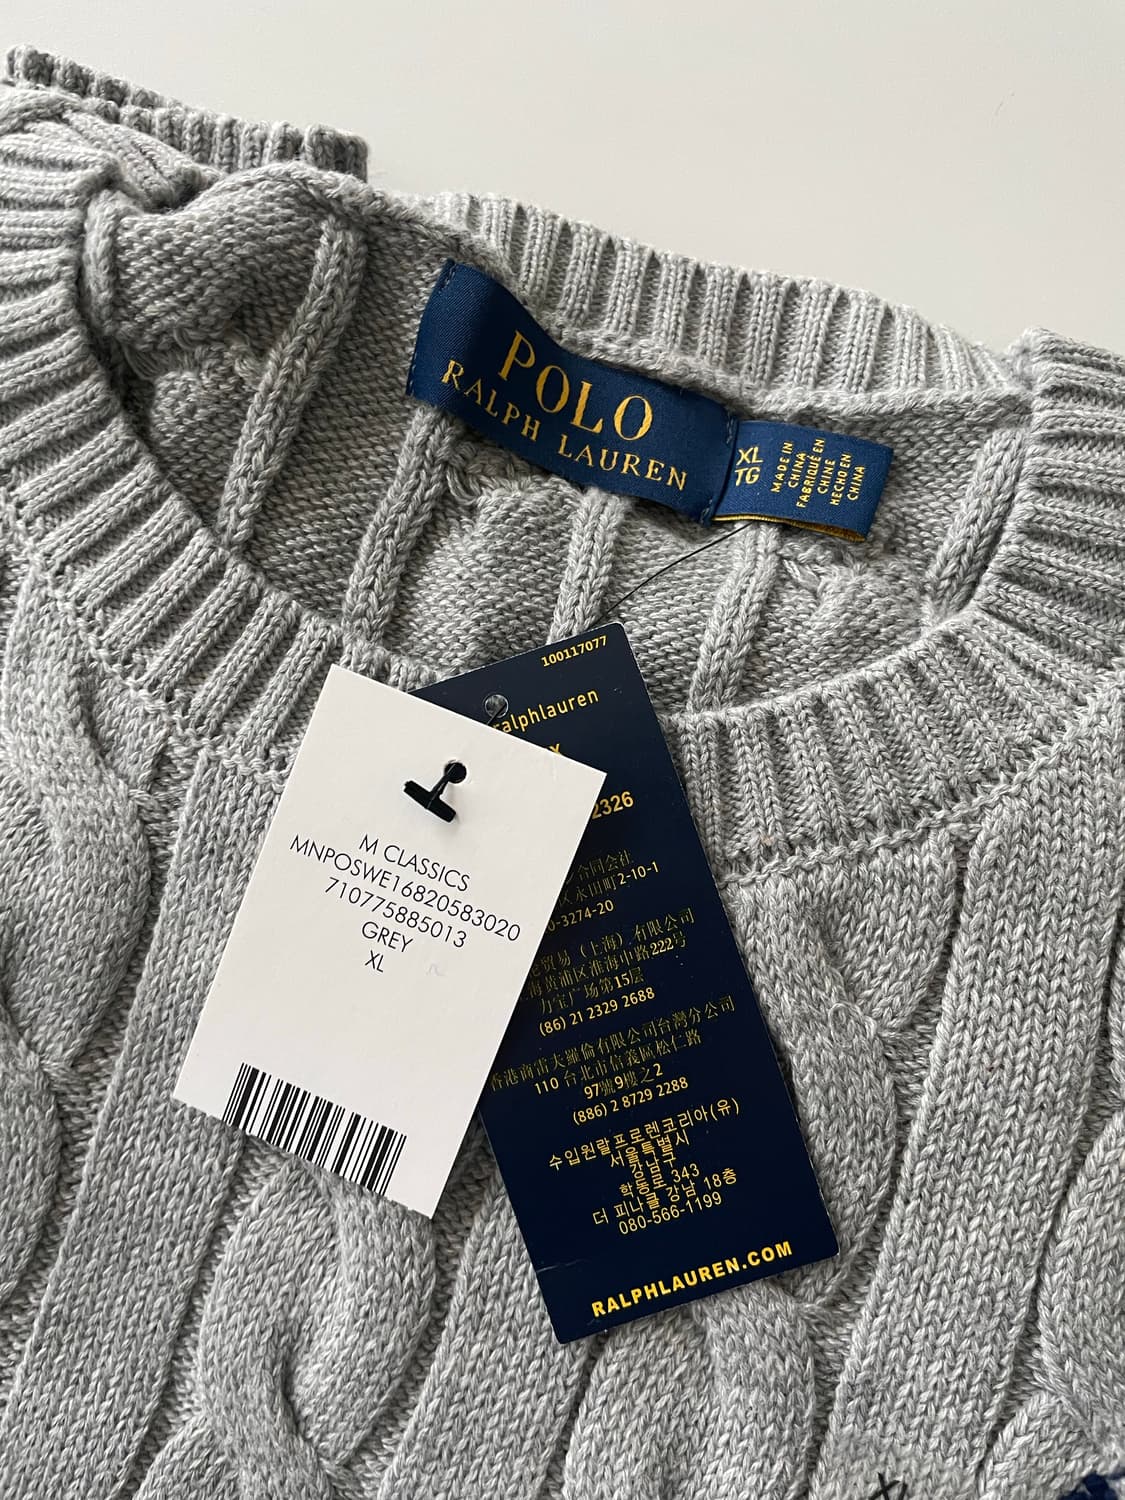 POLO
RALPH LAUREN
XL
TG
MADE IN
CHINA
FABRIQUÉ EN
CHINE
HECHO EN
CHINA
M CLASSICS
MNPOSWE16820583020
710775885013
GREY
XL
100117077
ralphlauren
2326
合同会社
区永田町2-10-1
0-3274-20
贸易（上海）有限公司
海市黄浦区淮海中路222号
力宝广场第15层
(86) 21 2329 2688
香港商雷夫羅倫有限公司台灣分公司
110 台北市信義區松仁路
97號9樓之2
(886) 2 8729 2288
수입원랄프로렌코리아(유)
서울특별시
강남구
학동로 343
더 피나클 강남 18층
080-566-1199
RALPHLAUREN.COM